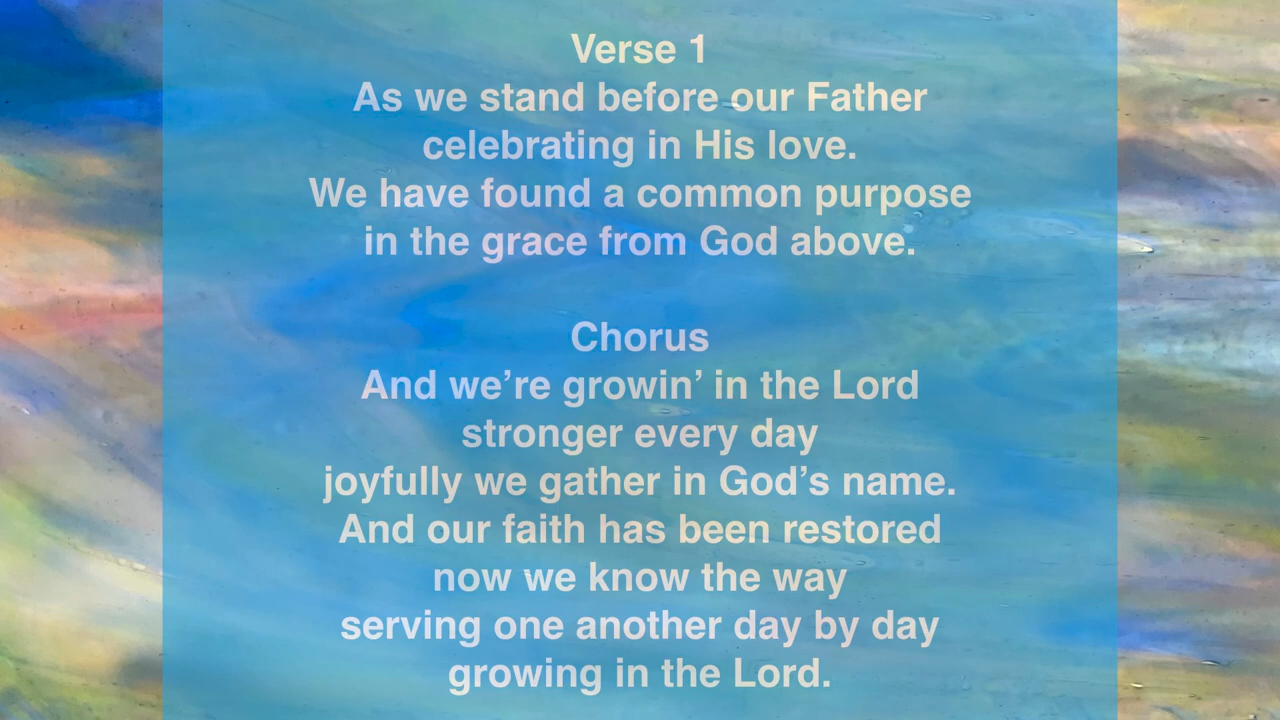 Verse 1
As we stand before our Father
celebrating in His love.
We have found a common purpose
in the grace from God above.
Chorus
And we’re growin’ in the Lord
stronger every day
joyfully we gather in God’s name.
And our faith has been restored
now we know the way
serving one another day by day
growing in the Lord.